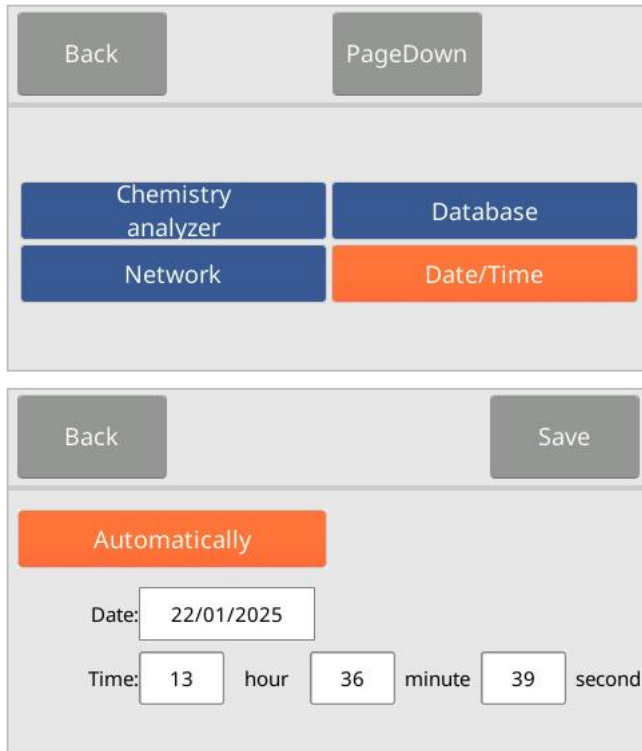 Back PageDown
Chemistry
analyzer
Database
Network Date/Time
Back Save
Automatically
Date: 22/01/2025
Time: 13 hour 36 minute 39 second